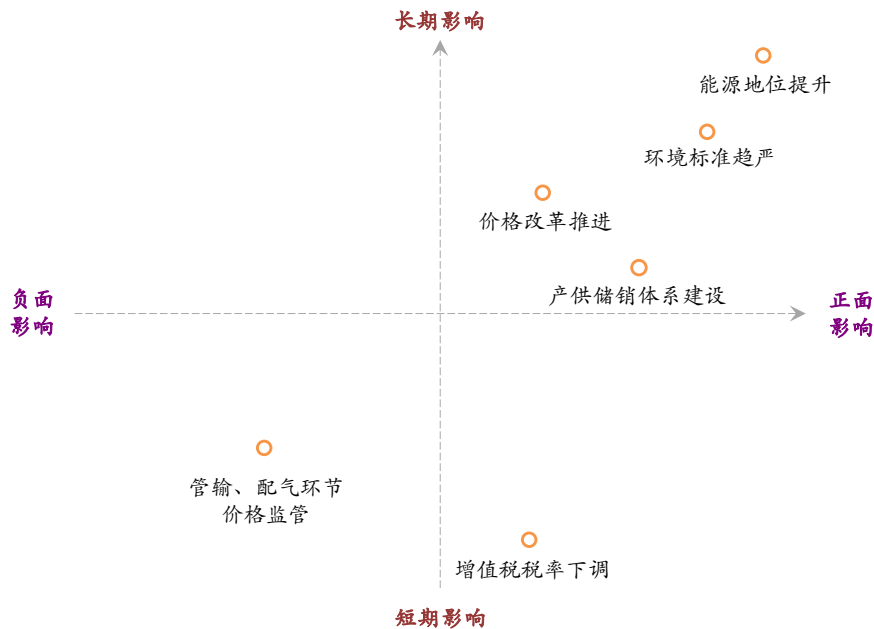 长期影响
能源地位提升
环境标准趋严
价格改革推进
产供储销体系建设
负面
影响
正面
影响
管输、配气环节
价格监管
增值税税率下调
短期影响